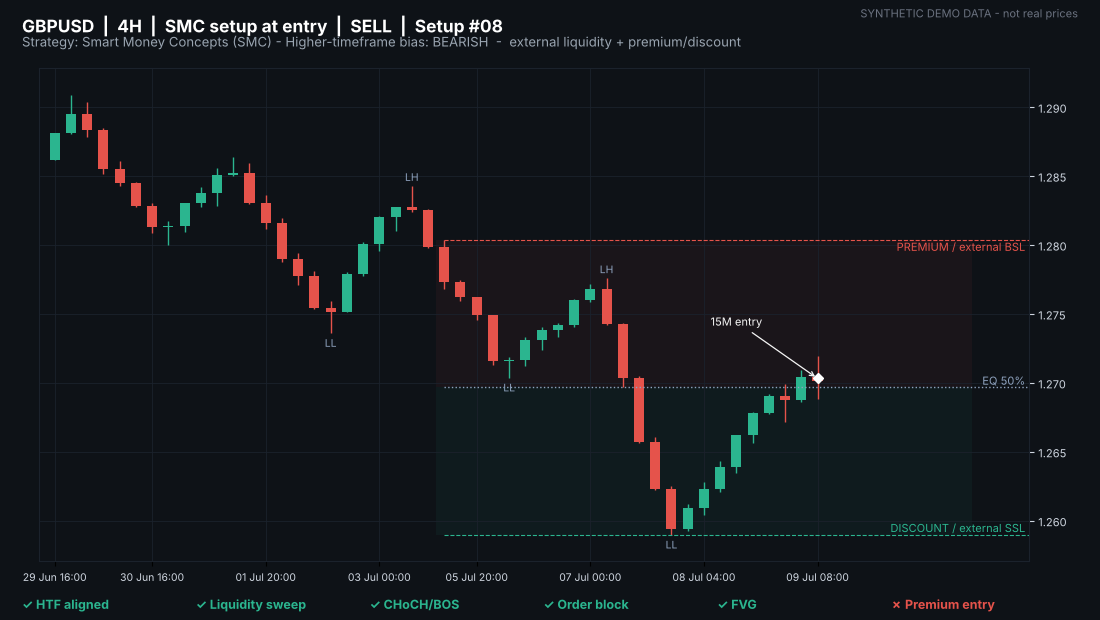 GBPUSD | 4H | SMC setup at entry | SELL | Setup #08
SYNTHETIC DEMO DATA - not real prices
Strategy: Smart Money Concepts (SMC) - Higher-timeframe bias: BEARISH - external liquidity + premium/discount
1.290
LH
1.285
1.280
PREMIUM / external BSL
LH
1.275
15M entry
LL
EQ 50%
1.270
LL
1.265
1.260
DISCOUNT / external SSL
LL
29 Jun 16:00 30 Jun 16:00 01 Jul 20:00 03 Jul 00:00 05 Jul 20:00 07 Jul 00:00 08 Jul 04:00 09 Jul 08:00
✓ HTF aligned ✓ Liquidity sweep ✓ CHoCH/BOS ✓ Order block ✓ FVG × Premium entry